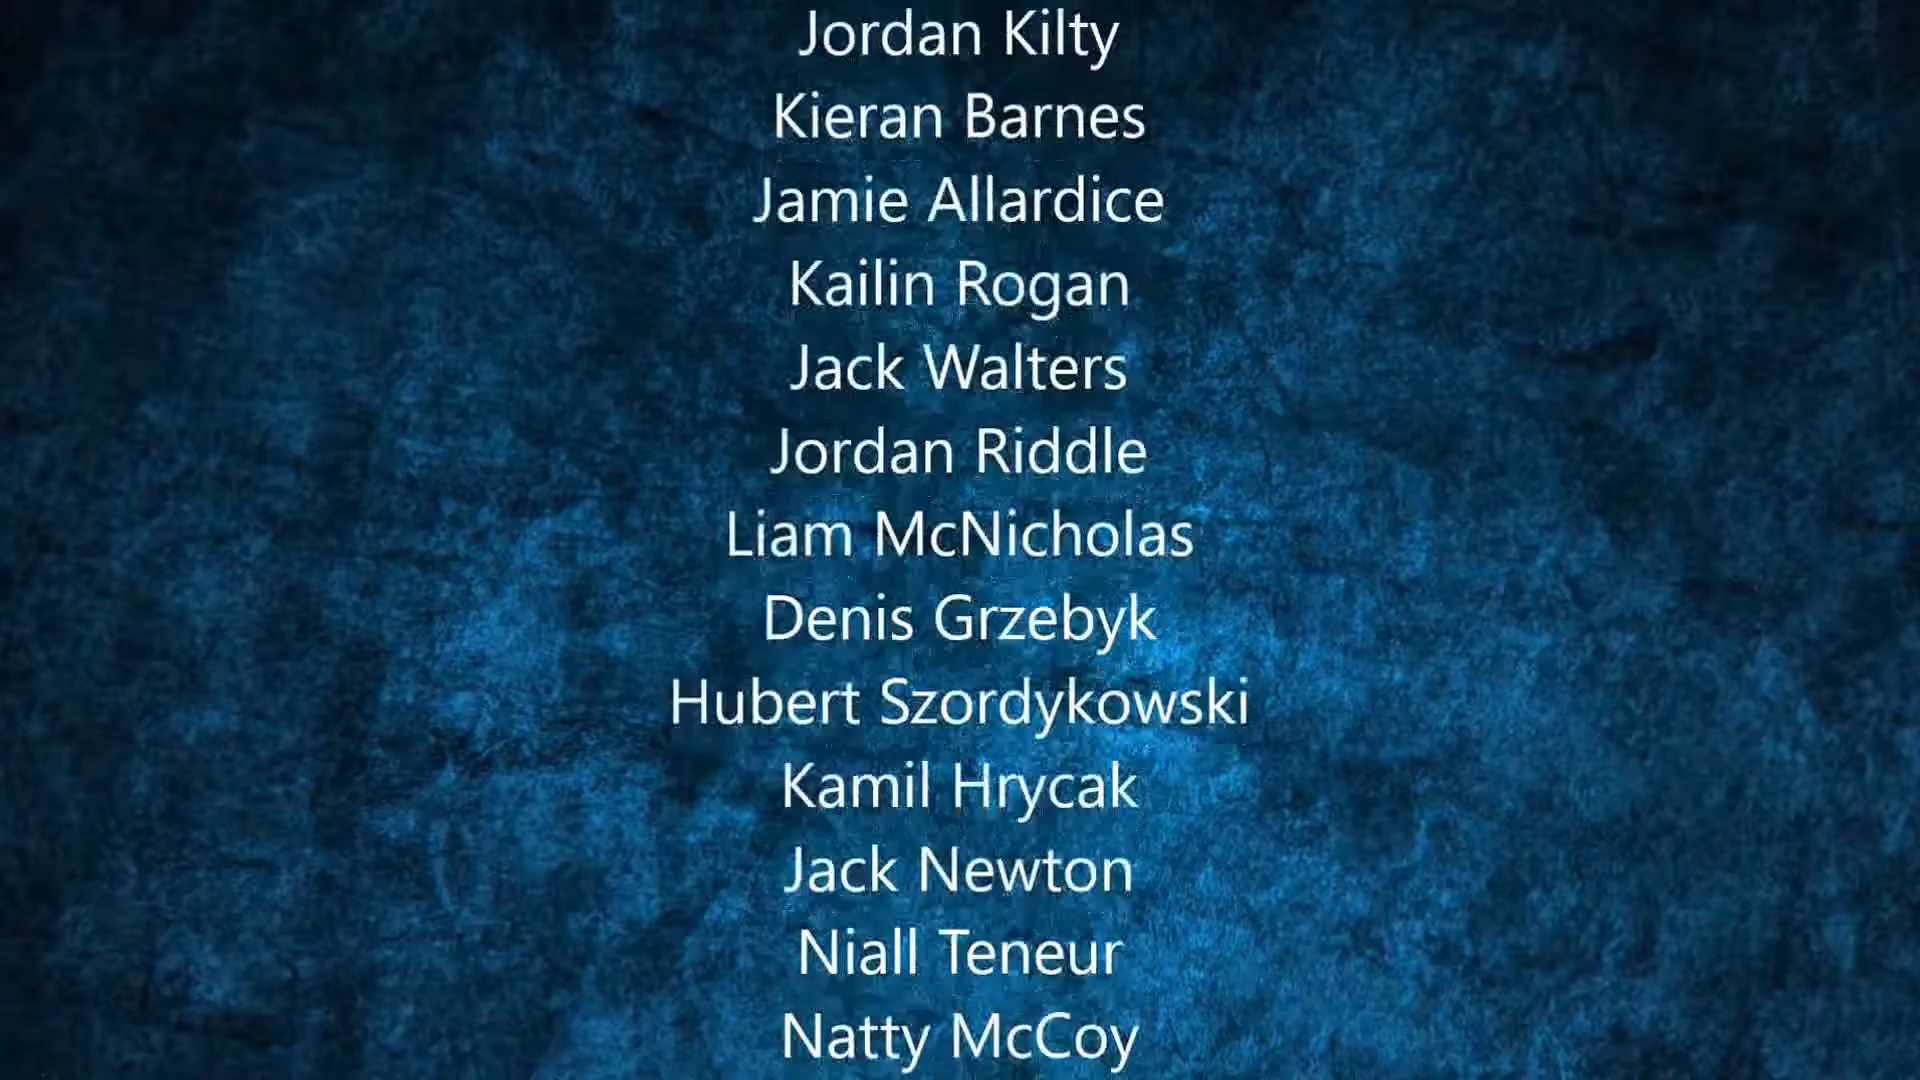 Jordan Kilty
Kieran Barnes
Jamie Allardice
Kailin Rogan
Jack Walters
Jordan Riddle
Liam McNicholas
Denis Grzebyk
Hubert Szordykowski
Kamil Hrycak
Jack Newton
Niall Teneur
Natty McCoy